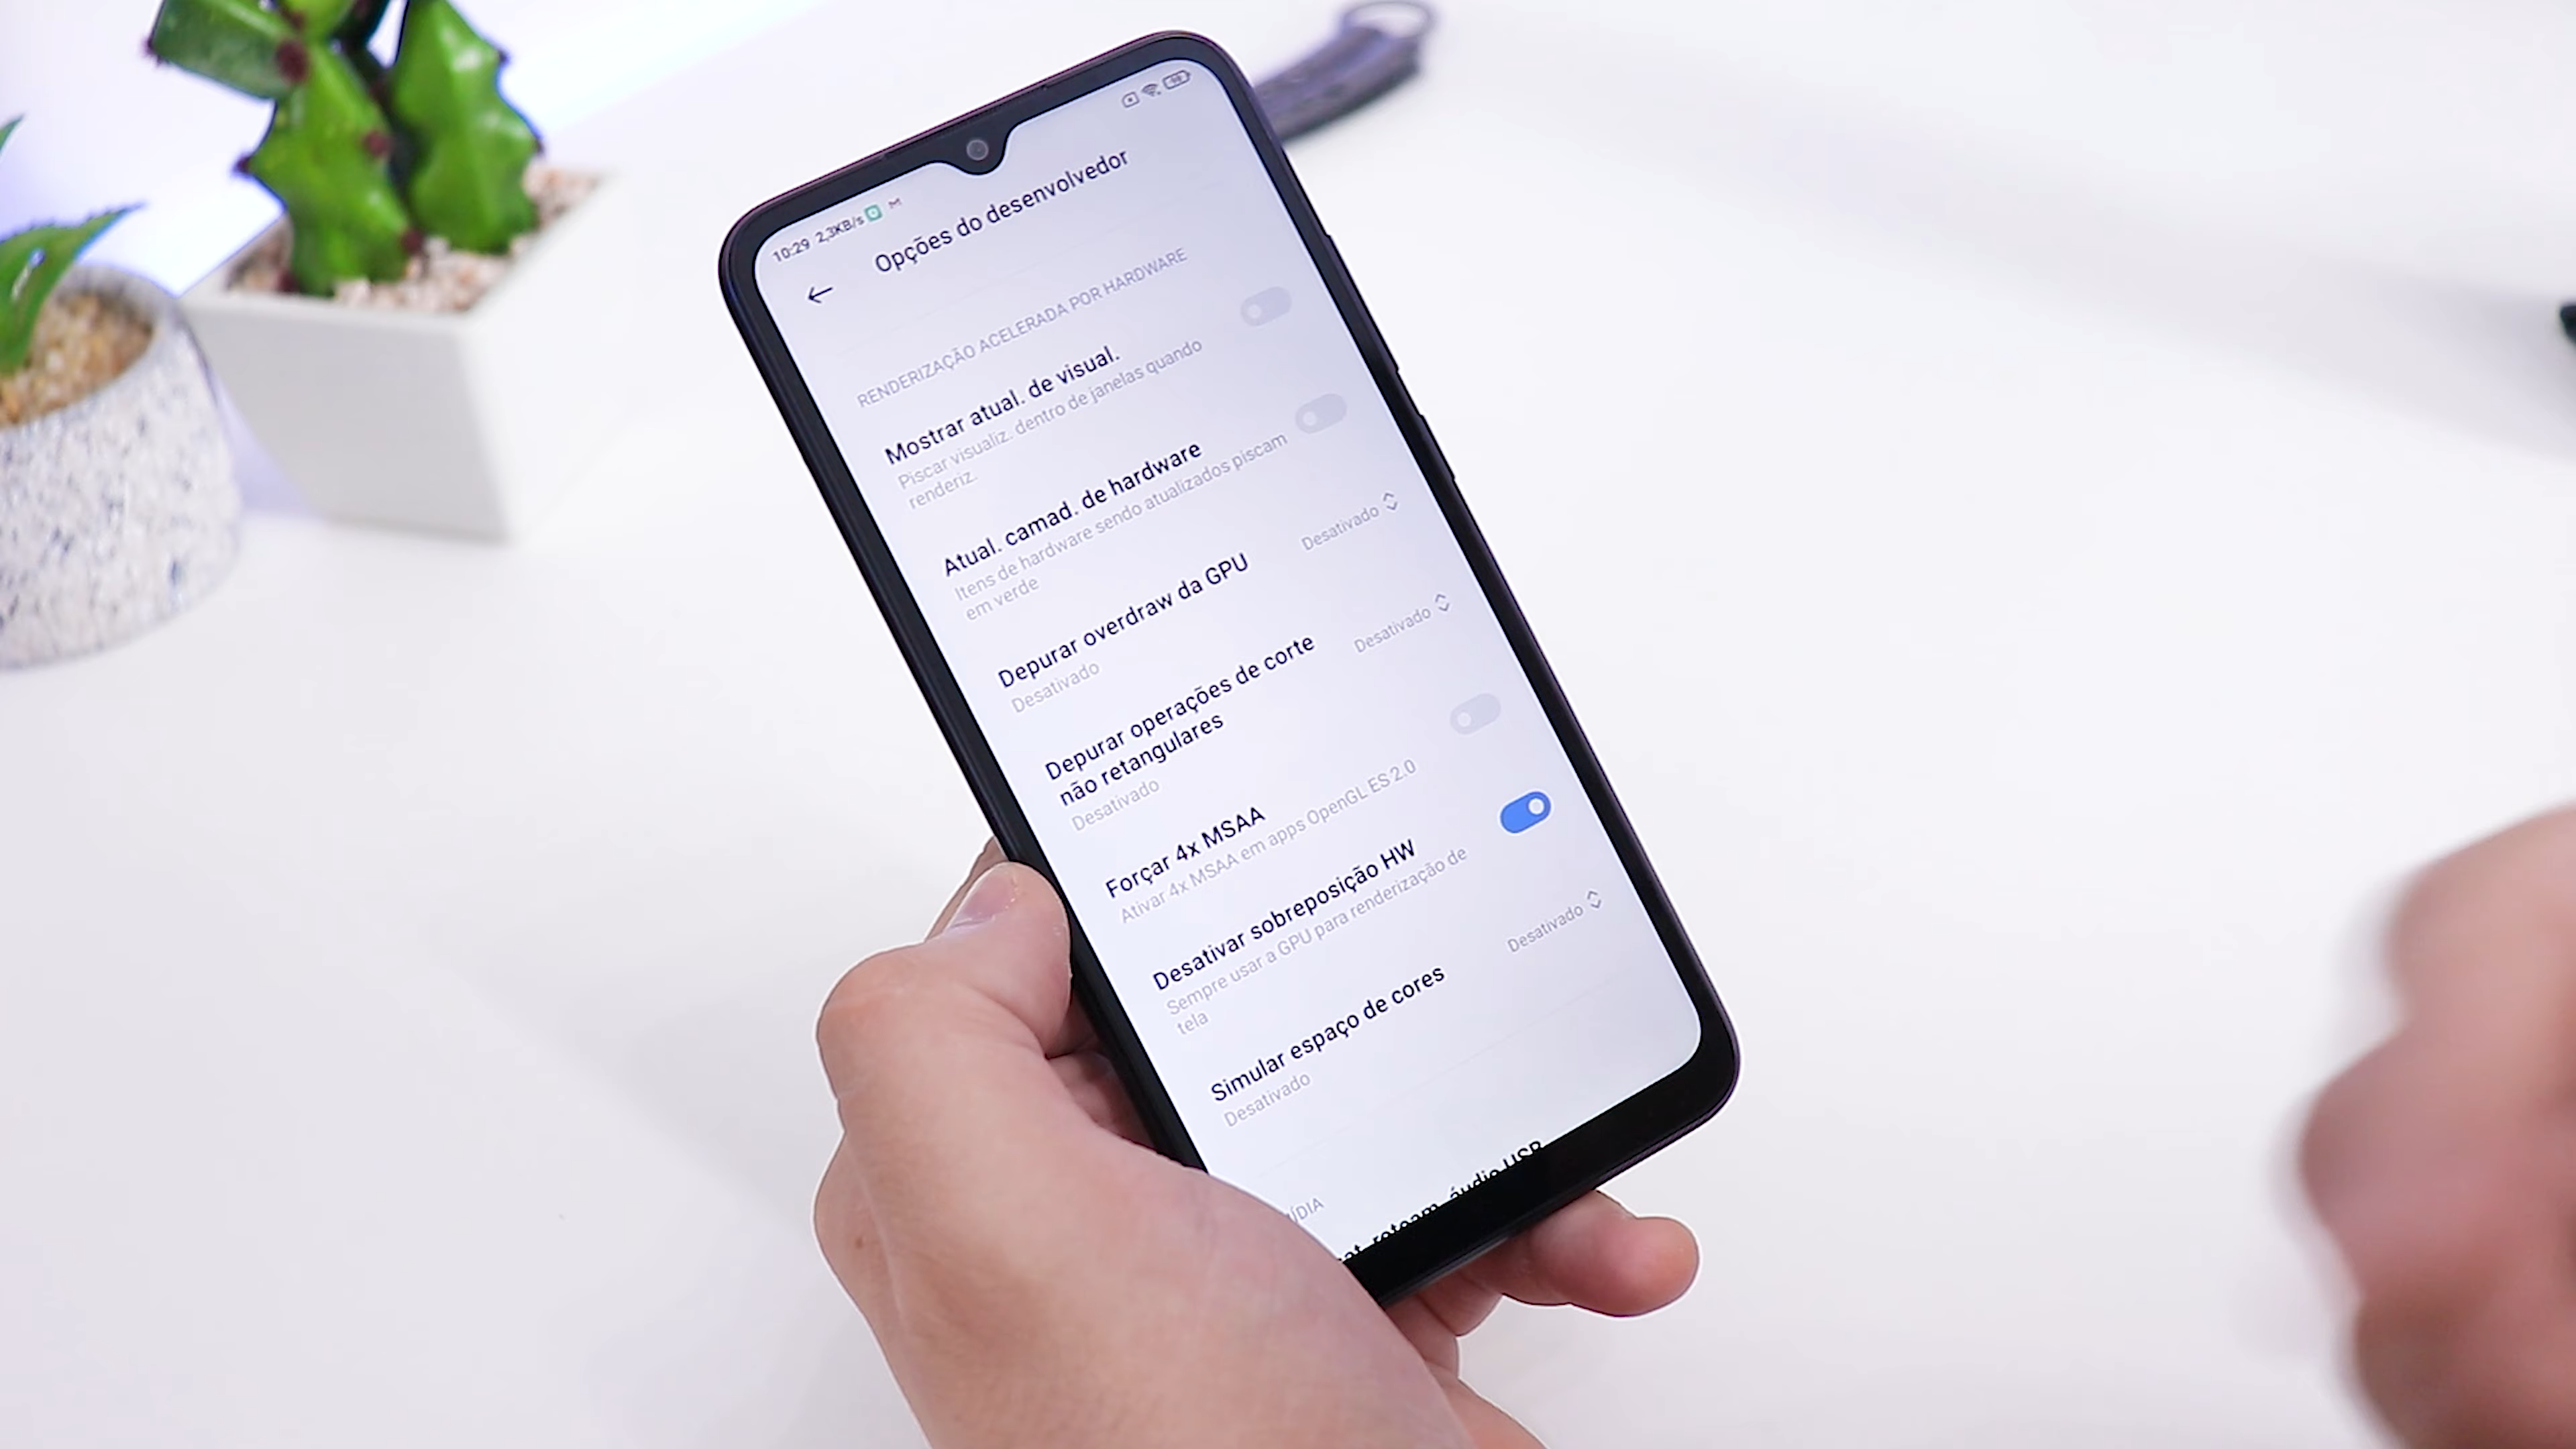 10:29 2,3KB/s
Opções do desenvolvedor
RENDERIZAÇÃO ACELERADA POR HARDWARE
Mostrar atual. de visual.
Piscar visualiz. dentro de janelas quando
renderiz.
Atual. camad. de hardware
Itens de hardware sendo atualizados piscam
em verde
Depurar overdraw da GPU
Desativado
Desativado
Depurar operações de corte
não retangulares
Desativado
Desativado
Forçar 4x MSAA
Ativar 4x MSAA em apps OpenGL ES 2.0
Desativar sobreposição HW
Sempre usar a GPU para renderização de
tela
Simular espaço de cores
Desativado
Desativado
áudio USB